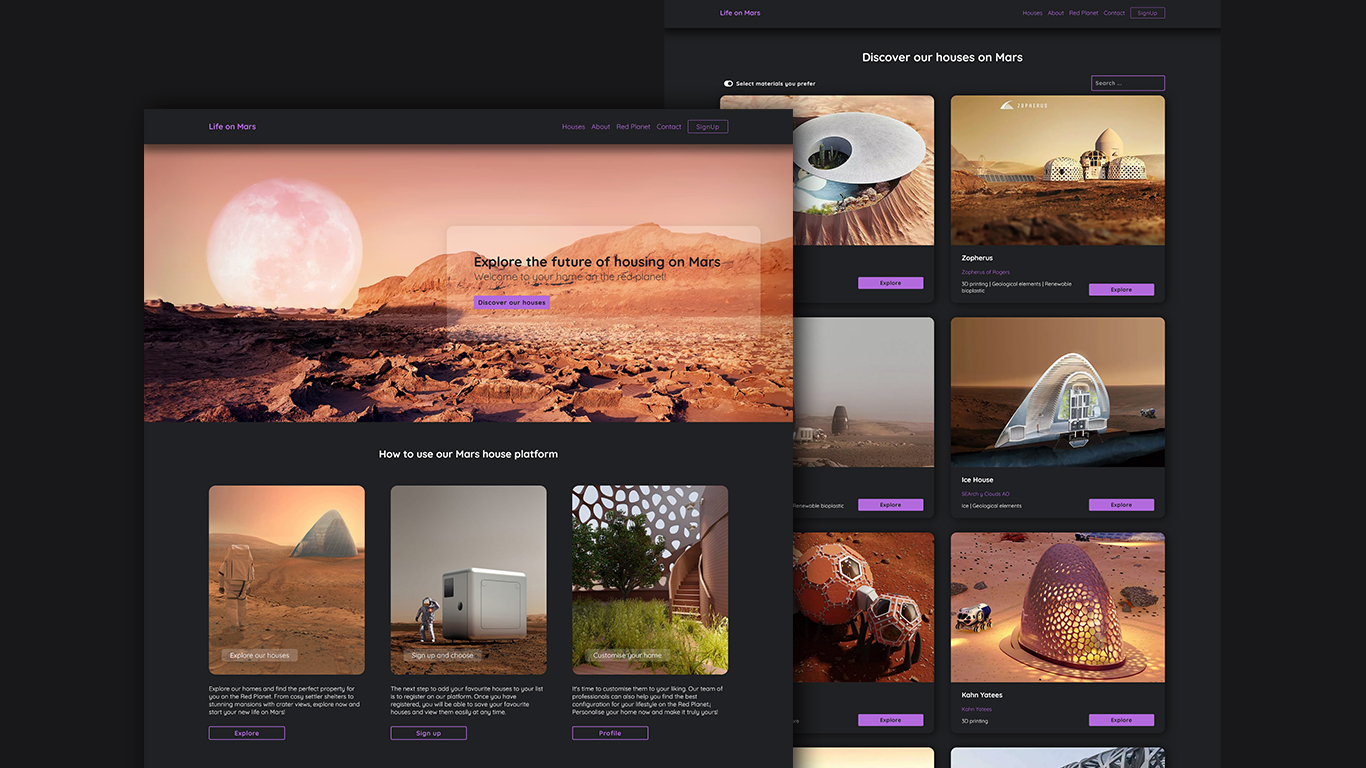 Life on Mars
Houses About Red Planet Contact SignUp
Explore the future of housing on Mars
Welcome to your home on the red planet!
Discover our houses
How to use our Mars house platform
Explore our houses
Explore our homes and find the perfect property for
you on the Red Planet. From cosy settler shelters to
stunning mansions with crater views, explore now and
start your new life on Mars!
Explore
Sign up and choose
The next step to add your favourite houses to your list
is to register on our platform. Once you have
registered, you will be able to save your favourite
houses and view them easily at any time.
Sign up
Customise your home
It's time to customise them to your liking. Our team of
professionals can also help you find the best
configuration for your lifestyle on the Red Planet¡
Personalise your home now and make it truly yours!
Profile
Life on Mars
Houses About Red Planet Contact SignUp
Discover our houses on Mars
Select materials you prefer
Search ...
Explore
ZOPHERUS
Zopherus
Zopherus of Rogers
3D printing | Geological elements | Renewable
bioplastic
Explore
Renewable bioplastic
Explore
Ice House
SEArch y Clouds AO
Ice | Geological elements
Explore
Explore
Kahn Yatees
Kahn Yatees
3D printing
Explore